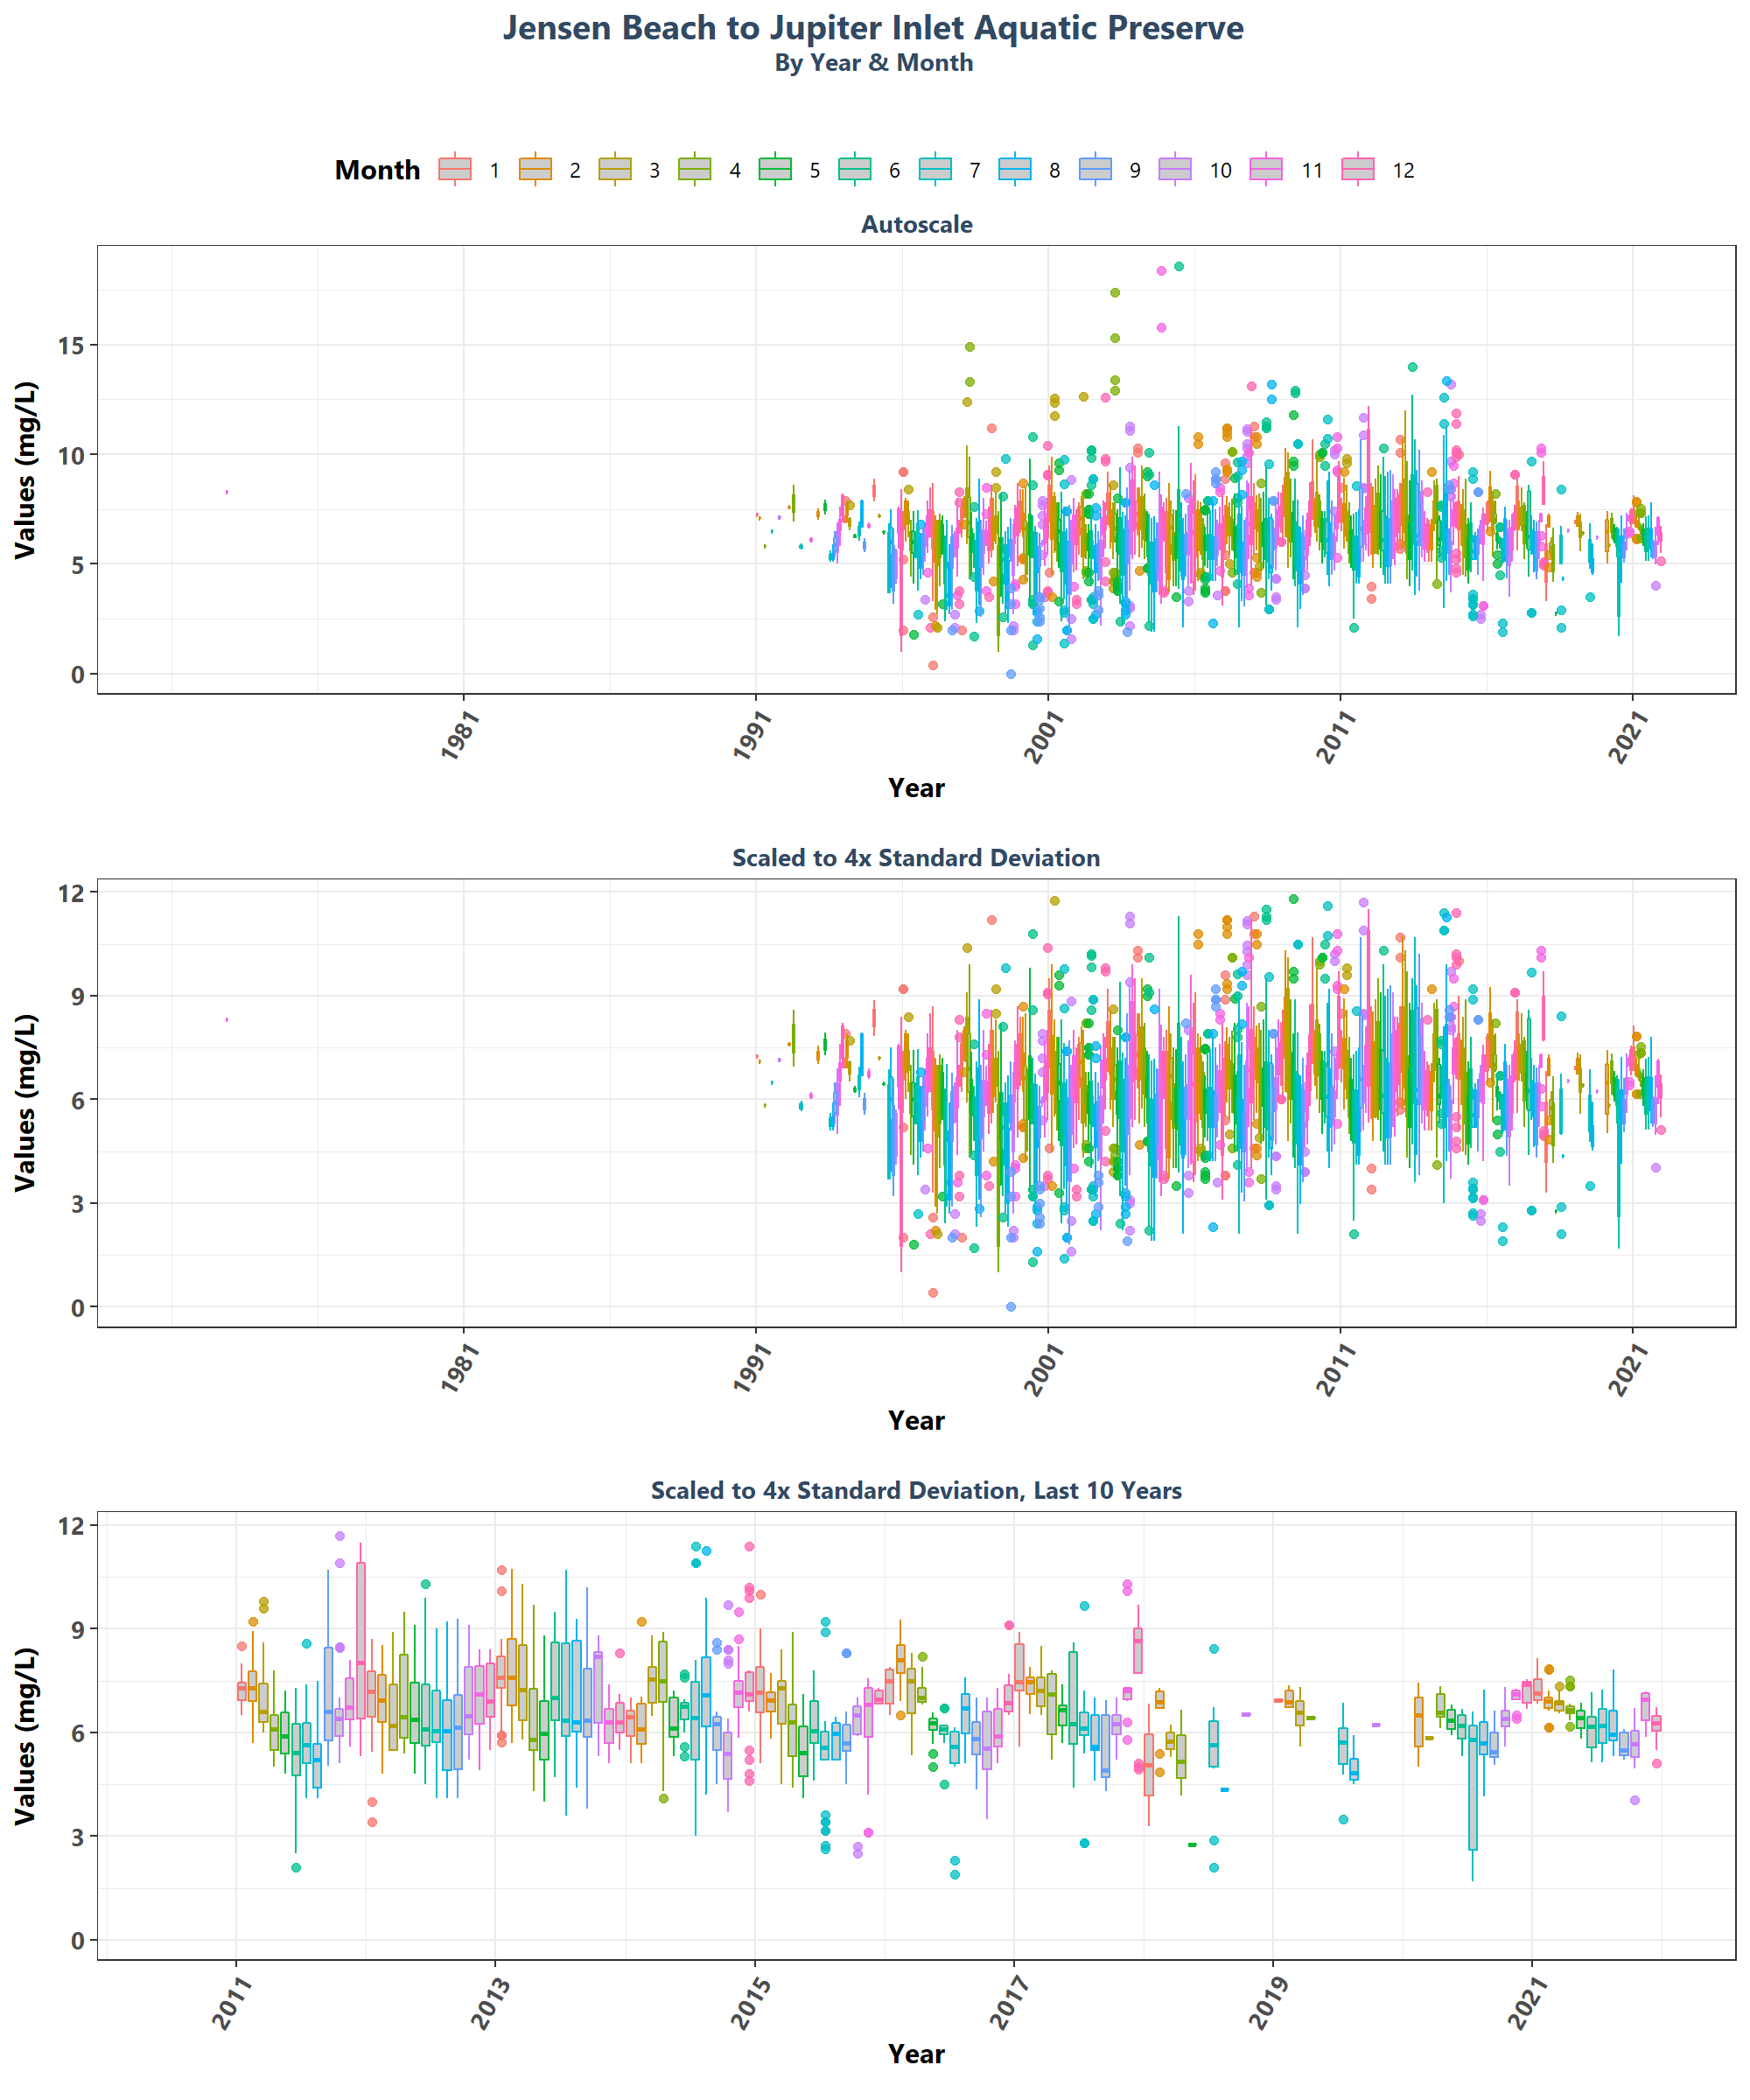 Jensen Beach to Jupiter Inlet Aquatic Preserve
By Year & Month
Month 1 2 3 4 5 6 7 8 9 10 11 12
Autoscale
Values (mg/L)
15
10
5
0
1981 1991 2001 2011 2021
Year
Scaled to 4x Standard Deviation
Values (mg/L)
12
9
6
3
0
1981 1991 2001 2011 2021
Year
Scaled to 4x Standard Deviation, Last 10 Years
Values (mg/L)
12
9
6
3
0
2011 2013 2015 2017 2019 2021
Year